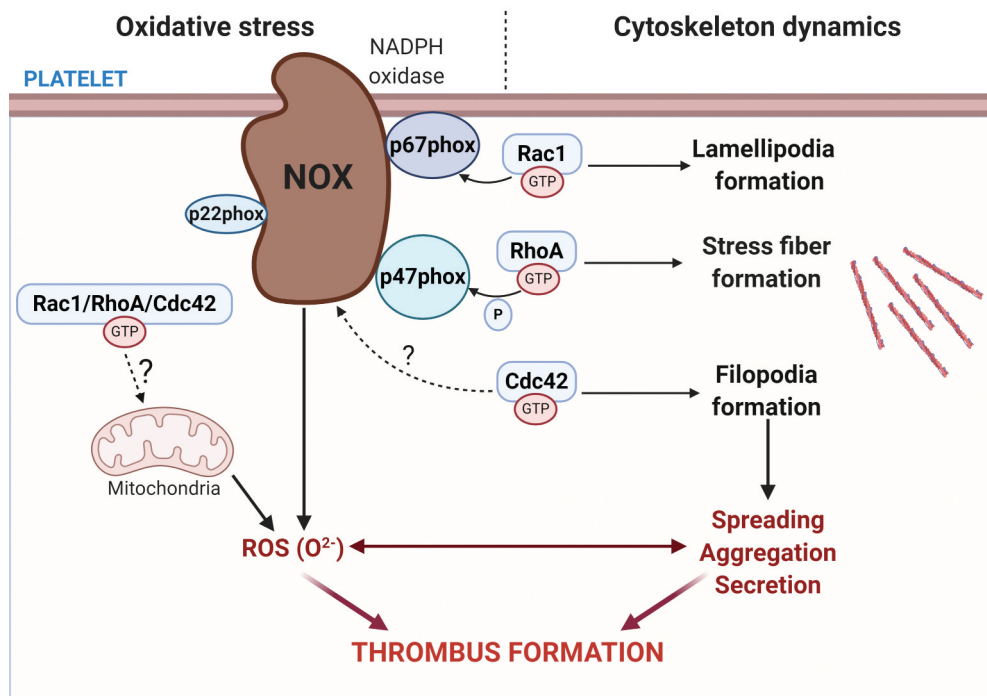 Oxidative stress
Cytoskeleton dynamics
NADPH
oxidase
PLATELET
p67phox
Rac1
GTP
Lamellipodia
formation
NOX
p22phox
p47phox
RhoA
GTP
P
Stress fiber
formation
Rac1/RhoA/Cdc42
GTP
?
?
Cdc42
GTP
Filopodia
formation
Mitochondria
ROS (O²⁻)
Spreading
Aggregation
Secretion
THROMBUS FORMATION